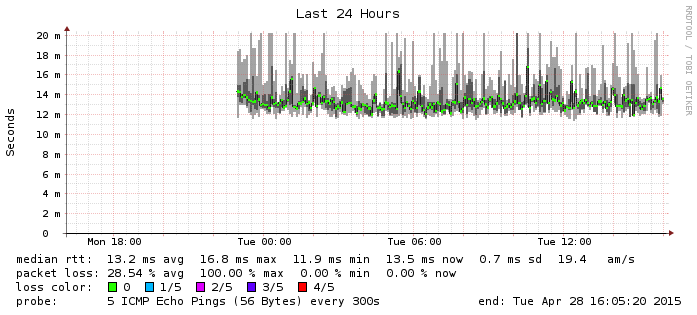 Last 24 Hours
RRDTOOL / TOBI OETIKER
Seconds
20 m
18 m
16 m
14 m
12 m
10 m
8 m
6 m
4 m
2 m
0
Mon 18:00 Tue 00:00 Tue 06:00 Tue 12:00
median rtt: 13.2 ms avg 16.8 ms max 11.9 ms min 13.5 ms now 0.7 ms sd 19.4 am/s
packet loss: 28.54 % avg 100.00 % max 0.00 % min 0.00 % now
loss color: 0 1/5 2/5 3/5 4/5
probe: 5 ICMP Echo Pings (56 Bytes) every 300s end: Tue Apr 28 16:05:20 2015